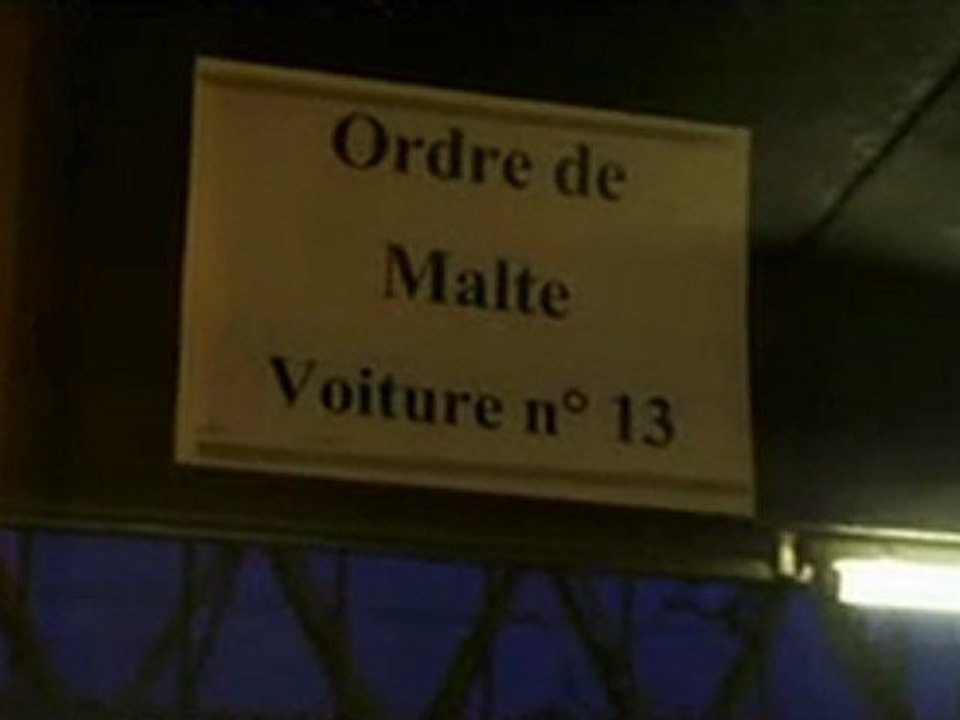 Ordre de
Malte
Voiture n° 13